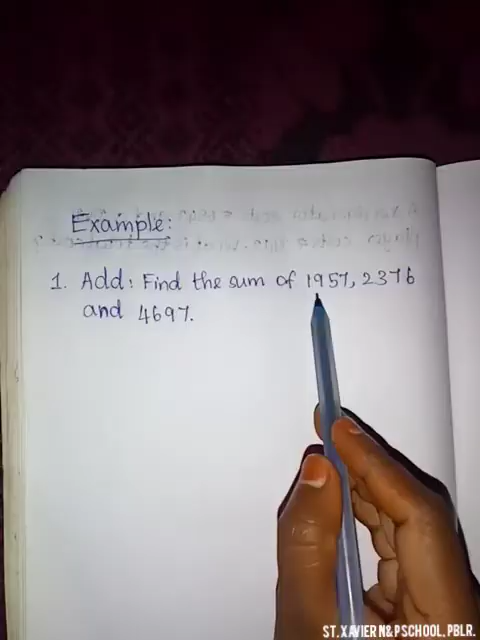 Example:
1. Add: Find the sum of 1957, 2376
and 4697.
ST.XAVIER N&P SCHOOL, PBLR.